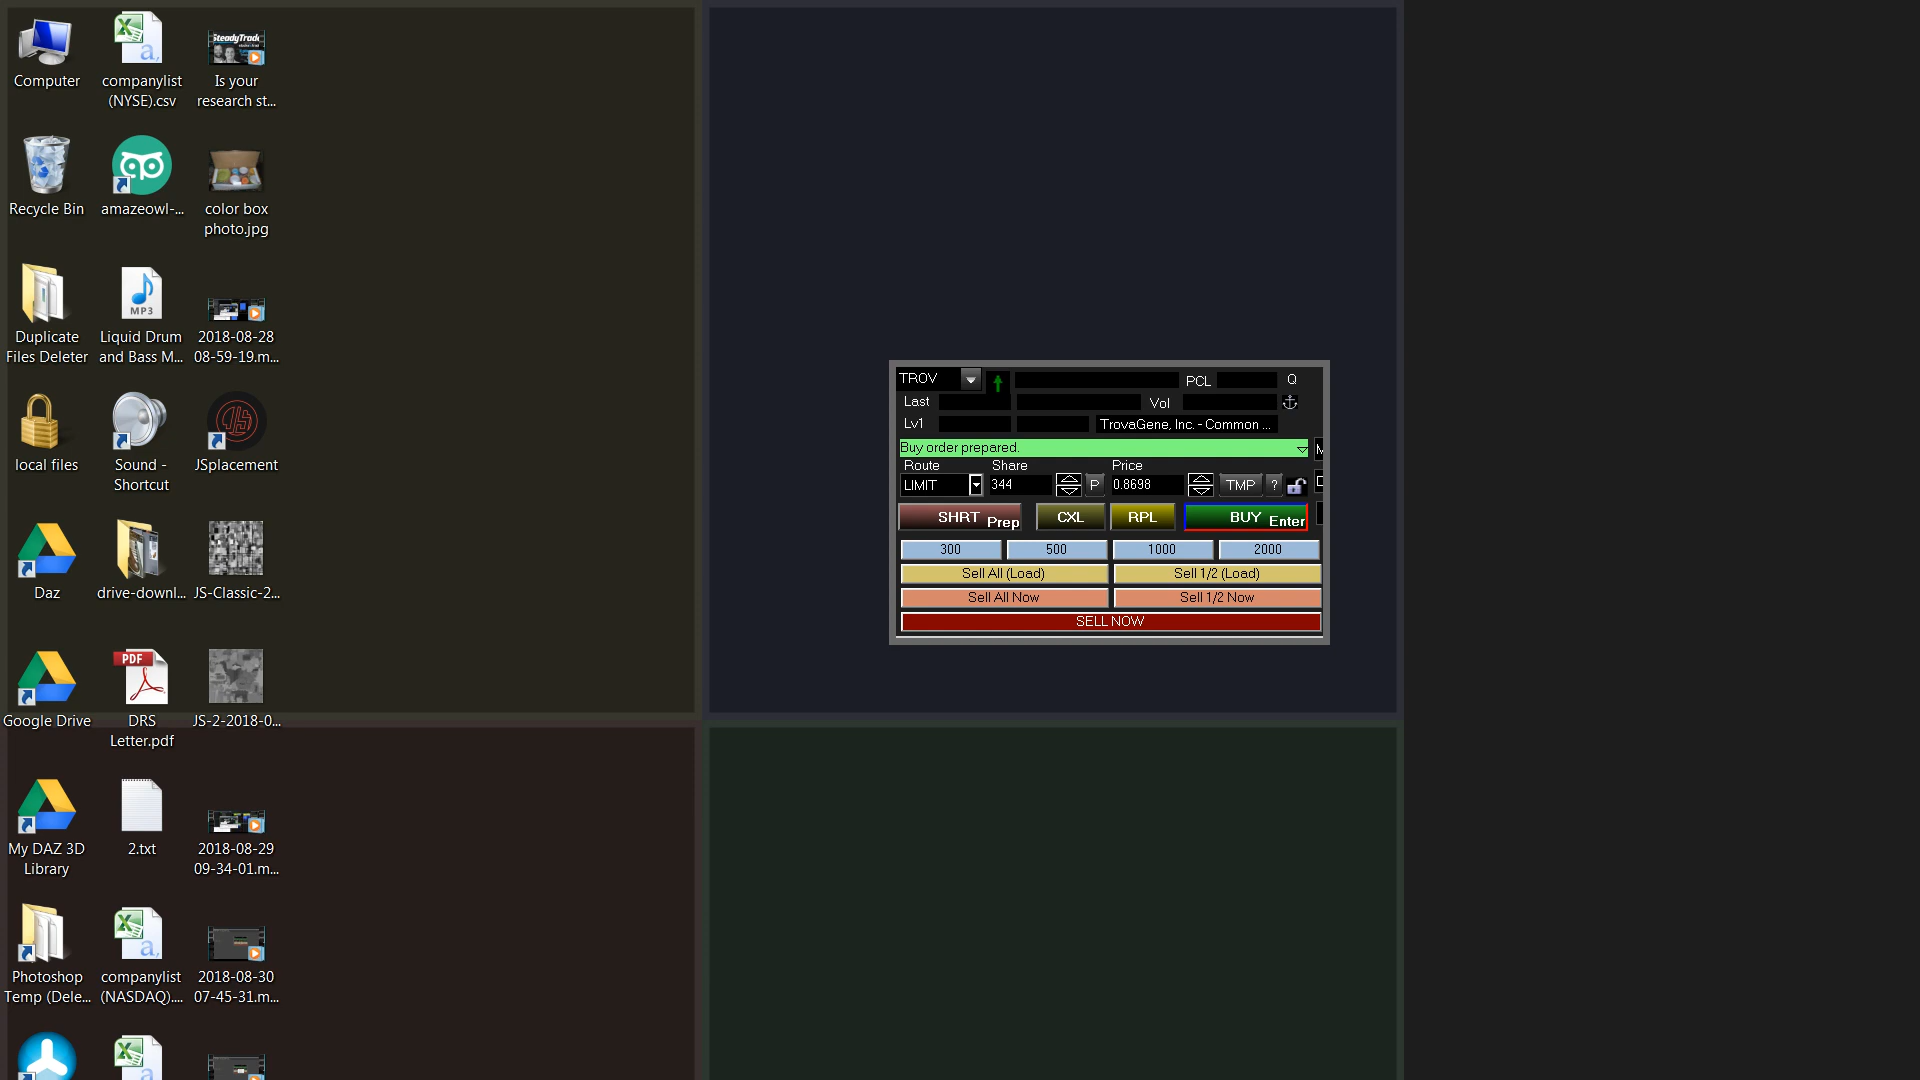 Computer
companylist
(NYSE).csv
SteadyTrade
Is your
research st...
Recycle Bin
amazeowl-...
color box
photo.jpg
Duplicate
Files Deleter
MP3
Liquid Drum
and Bass M...
2018-08-28
08-59-19.m...
local files
Sound -
Shortcut
JSplacement
Daz
drive-downl...
JS-Classic-2...
Google Drive
PDF
DRS
Letter.pdf
JS-2-2018-0...
My DAZ 3D
Library
2.txt
2018-08-29
09-34-01.m...
Photoshop
Temp (Dele...
companylist
(NASDAQ)....
2018-08-30
07-45-31.m...
TROV
PCL
Q
Last
Vol
Lv1
TrovaGene, Inc. - Common ...
Buy order prepared.
M
Route
Share
Price
LIMIT
344
P
0.8698
TMP
?
SHRT Prep
CXL
RPL
BUY Enter
300
500
1000
2000
Sell All (Load)
Sell 1/2 (Load)
Sell All Now
Sell 1/2 Now
SELL NOW